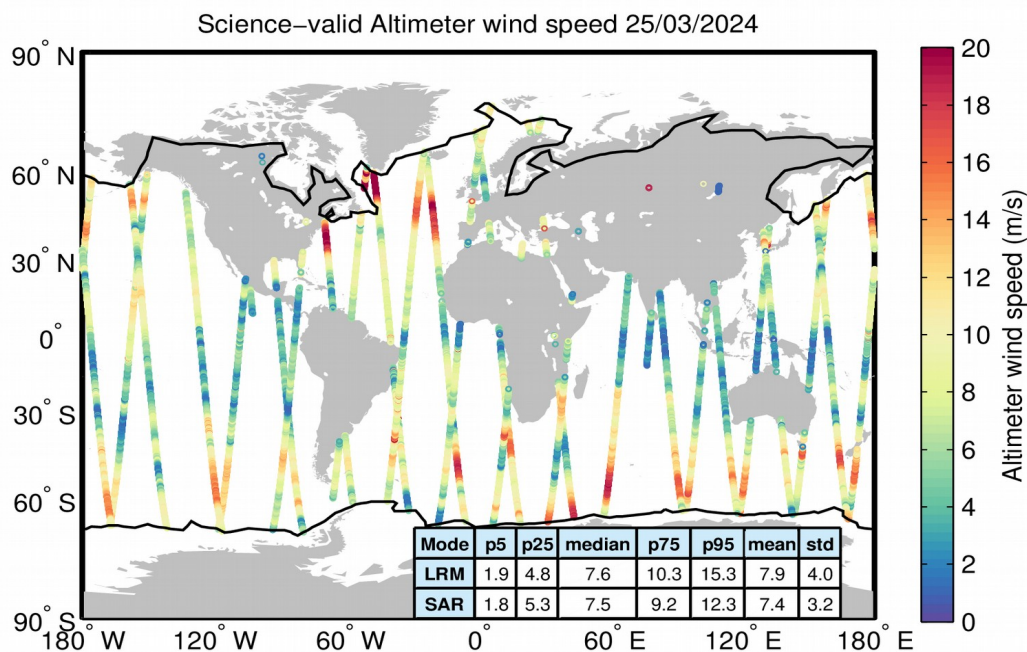 Science−valid Altimeter wind speed 25/03/2024
90° N
60° N
30° N
0°
30° S
60° S
90° S
180° W
120° W
60° W
0°
60° E
120° E
180° E
Mode p5 p25 median p75 p95 mean std
LRM 1.9 4.8 7.6 10.3 15.3 7.9 4.0
SAR 1.8 5.3 7.5 9.2 12.3 7.4 3.2
20
18
16
14
12
10
8
6
4
2
0
Altimeter wind speed (m/s)